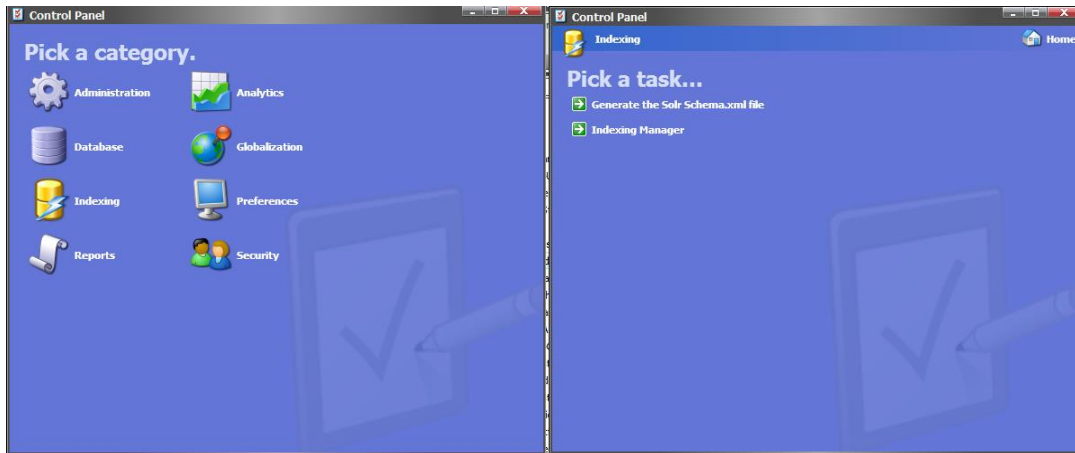 Control Panel
Pick a category.
Administration
Analytics
Database
Globalization
Indexing
Preferences
Reports
Security
Control Panel
Indexing
Home
Pick a task...
Generate the Solr Schema.xml file
Indexing Manager